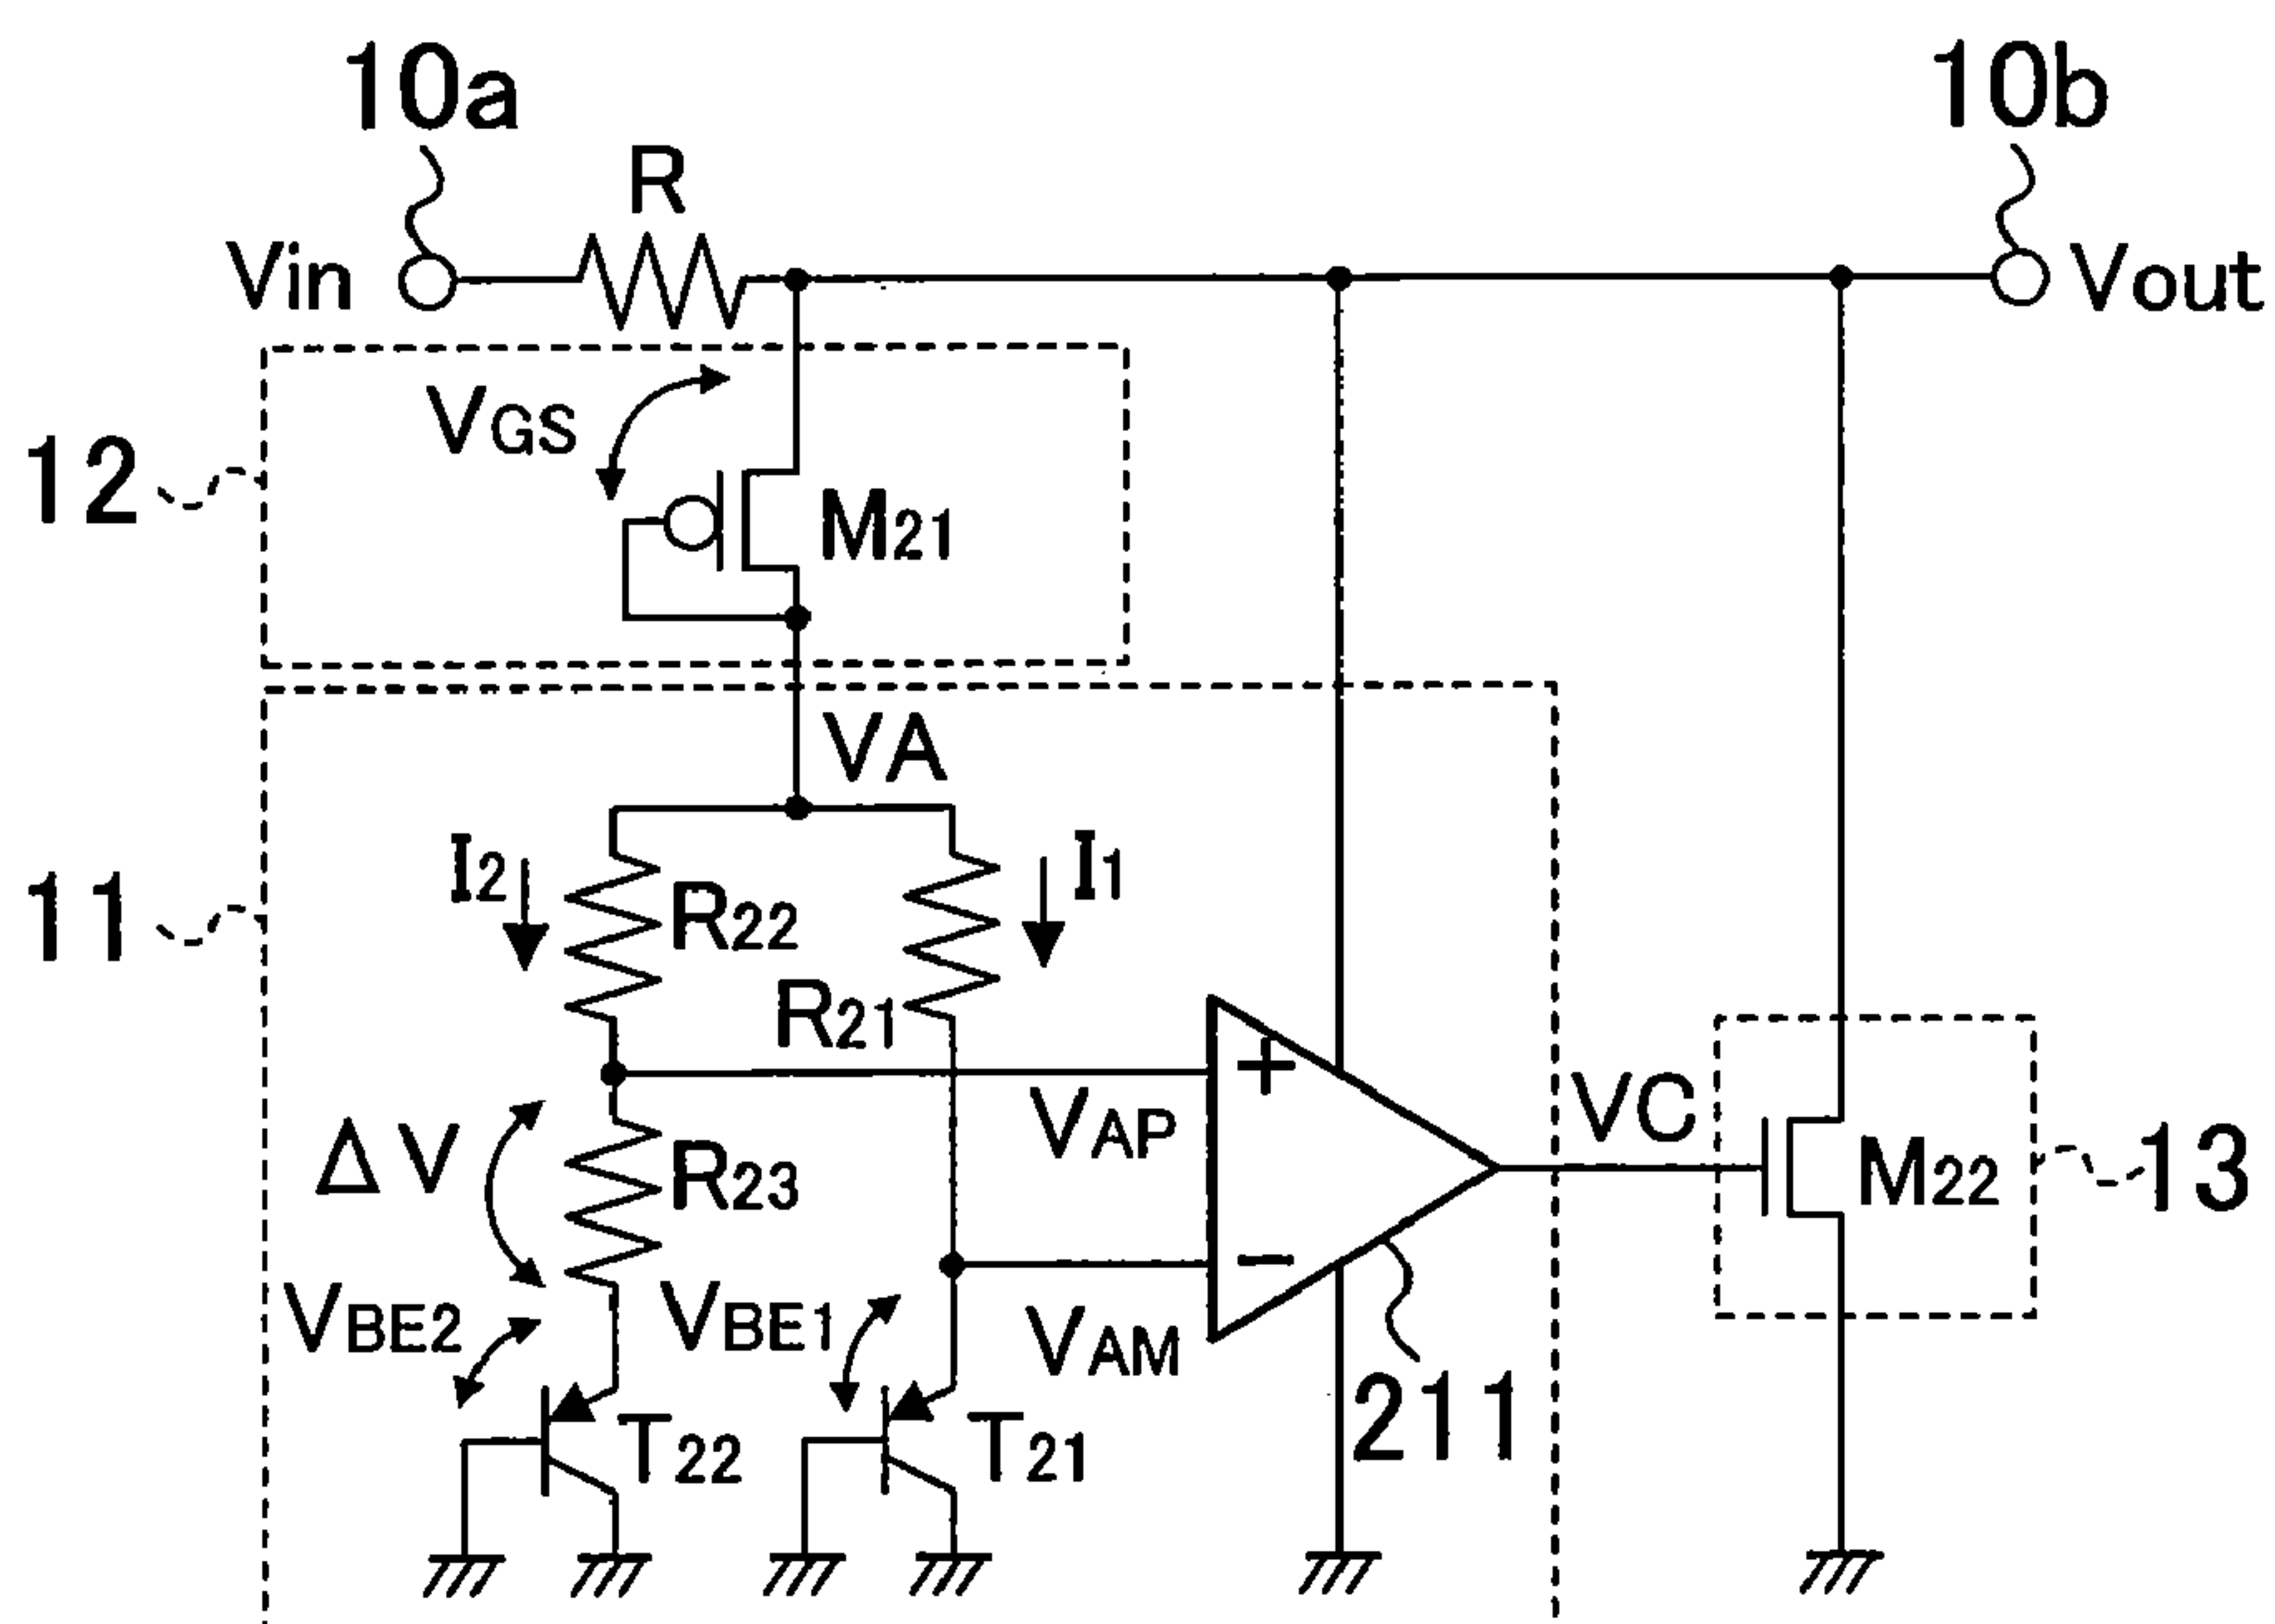 10a
10b
R
Vin
Vout
VGS
12
M21
VA
I2
I1
11
R22
R21
+
VAP
VC
ΔV
R23
M22
13
−
VBE2
VBE1
VAM
211
T22
T21